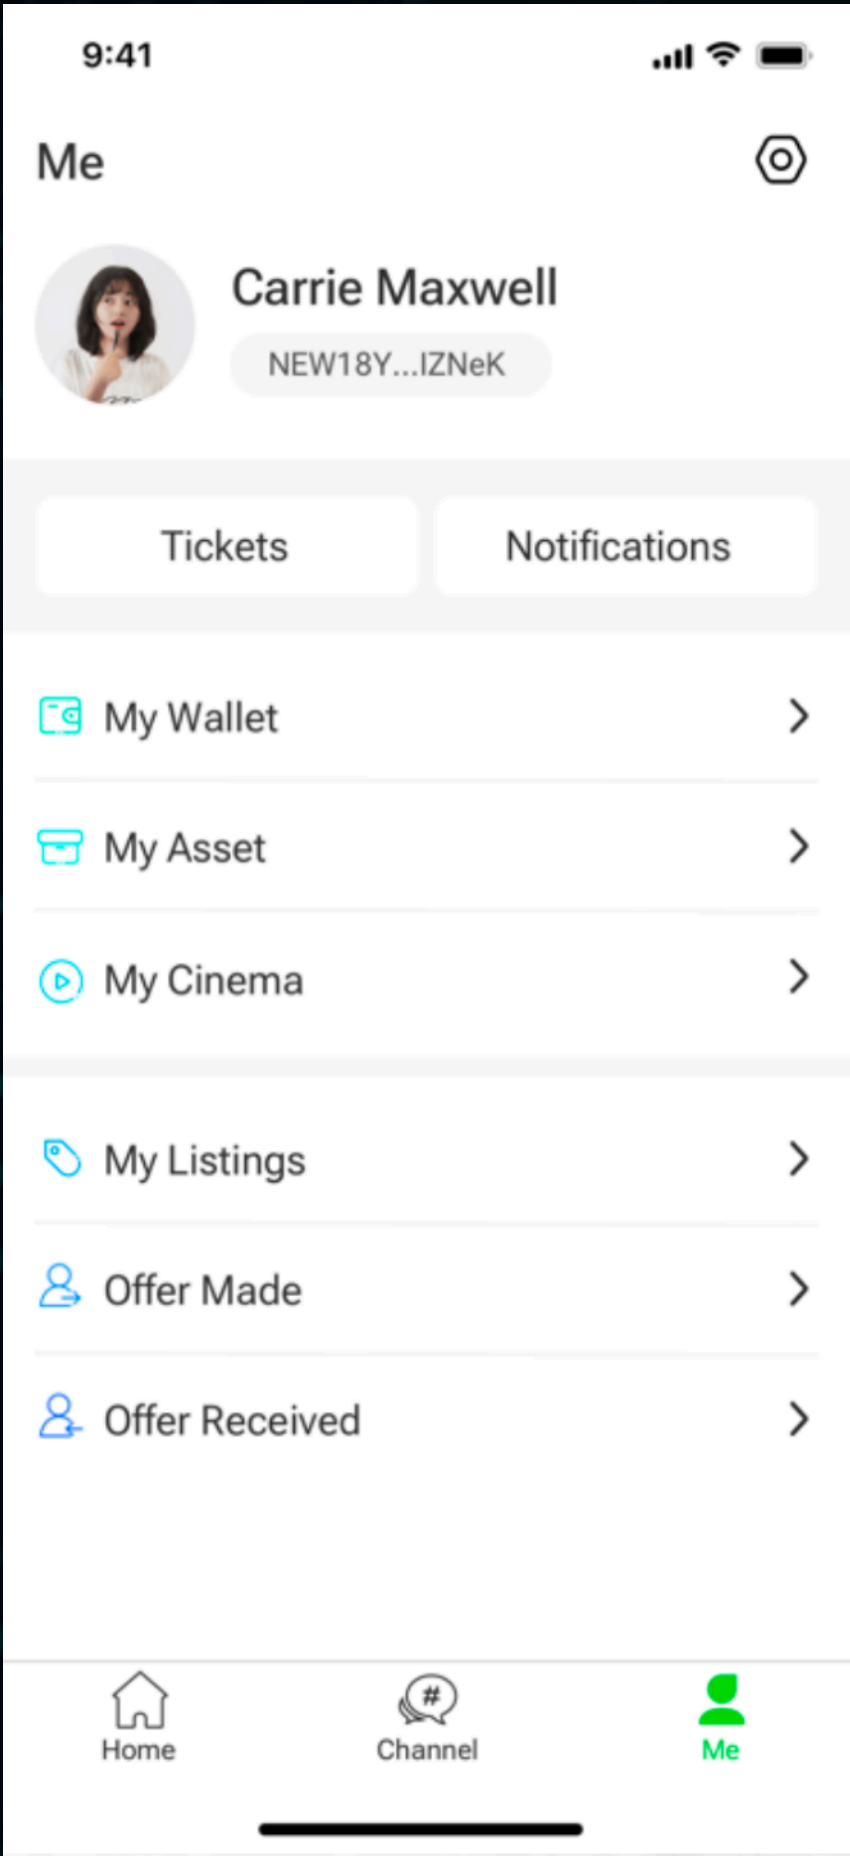 9:41
Me
Carrie Maxwell
NEW18Y...IZNeK
Tickets
Notifications
My Wallet
My Asset
My Cinema
My Listings
Offer Made
Offer Received
#
Home
Channel
Me